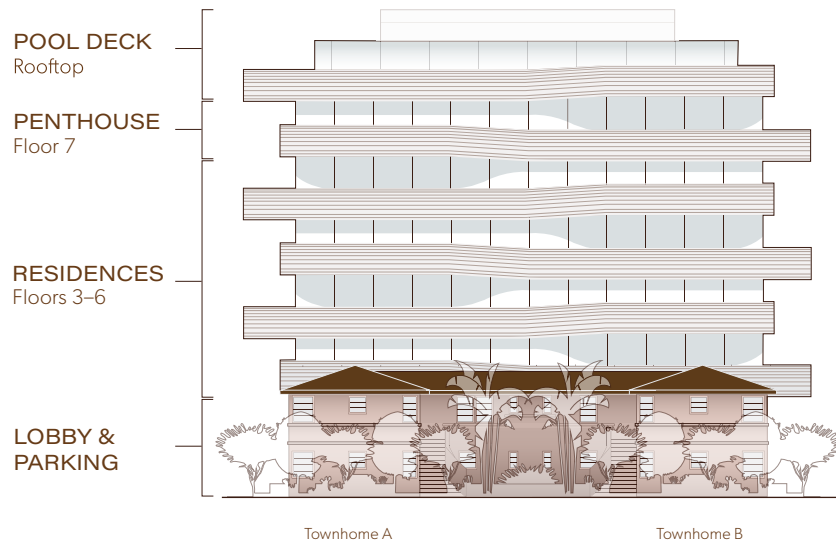 POOL DECK
Rooftop
PENTHOUSE
Floor 7
RESIDENCES
Floors 3–6
LOBBY &
PARKING
Townhome A
Townhome B